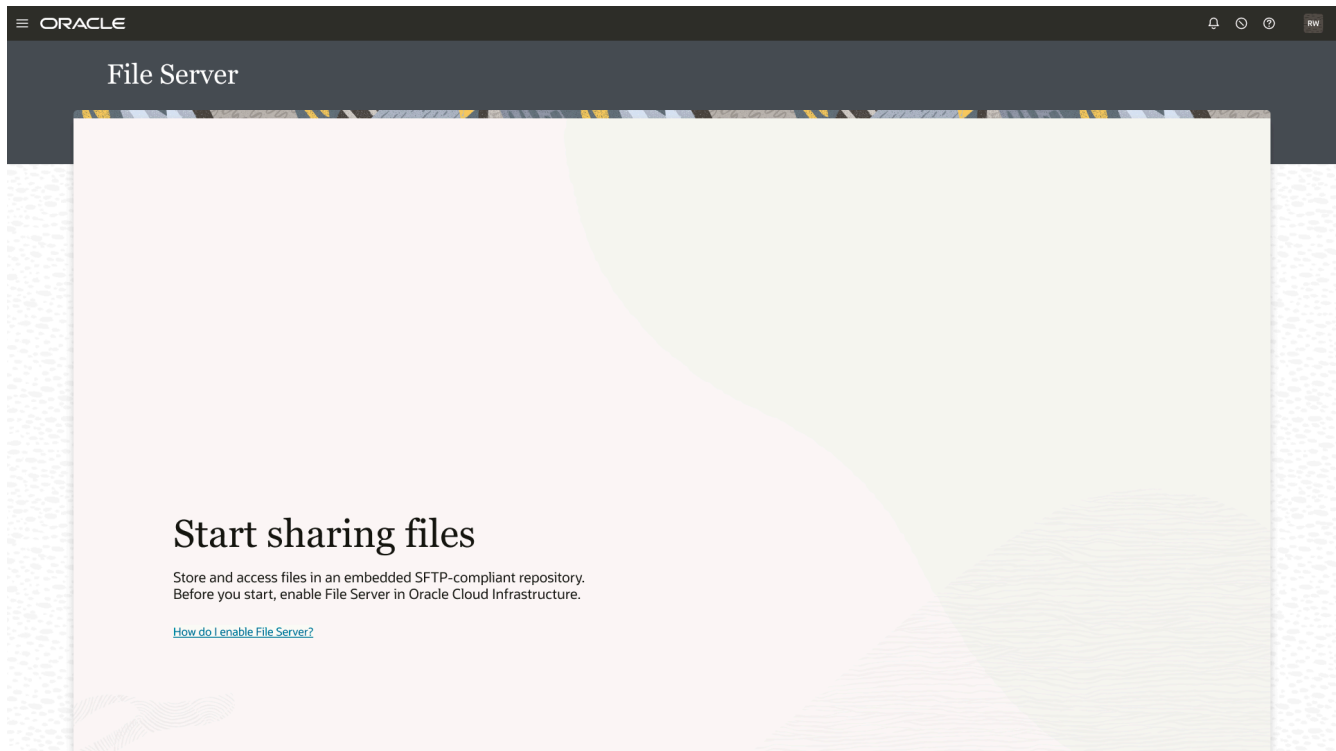 ORACLE
RW
File Server
Start sharing files
Store and access files in an embedded SFTP-compliant repository.
Before you start, enable File Server in Oracle Cloud Infrastructure.
How do I enable File Server?